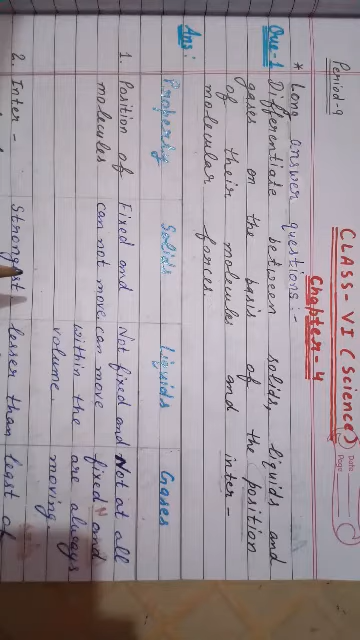 CLASS-VI (Science)
Date
Page
Period-9
Chapter-4
* Long answer questions:-
Que-1 Differentiate between solids, liquids and
gases on the basis of the position
of their molecules and inter-
molecular forces.
Ans:
Property Solids Liquids Gases
1. Position of Fixed and Not fixed and Not at all
molecules can not move can move fixed and
within the are always
volume. moving.
2. Inter- Strongest lesser than least of